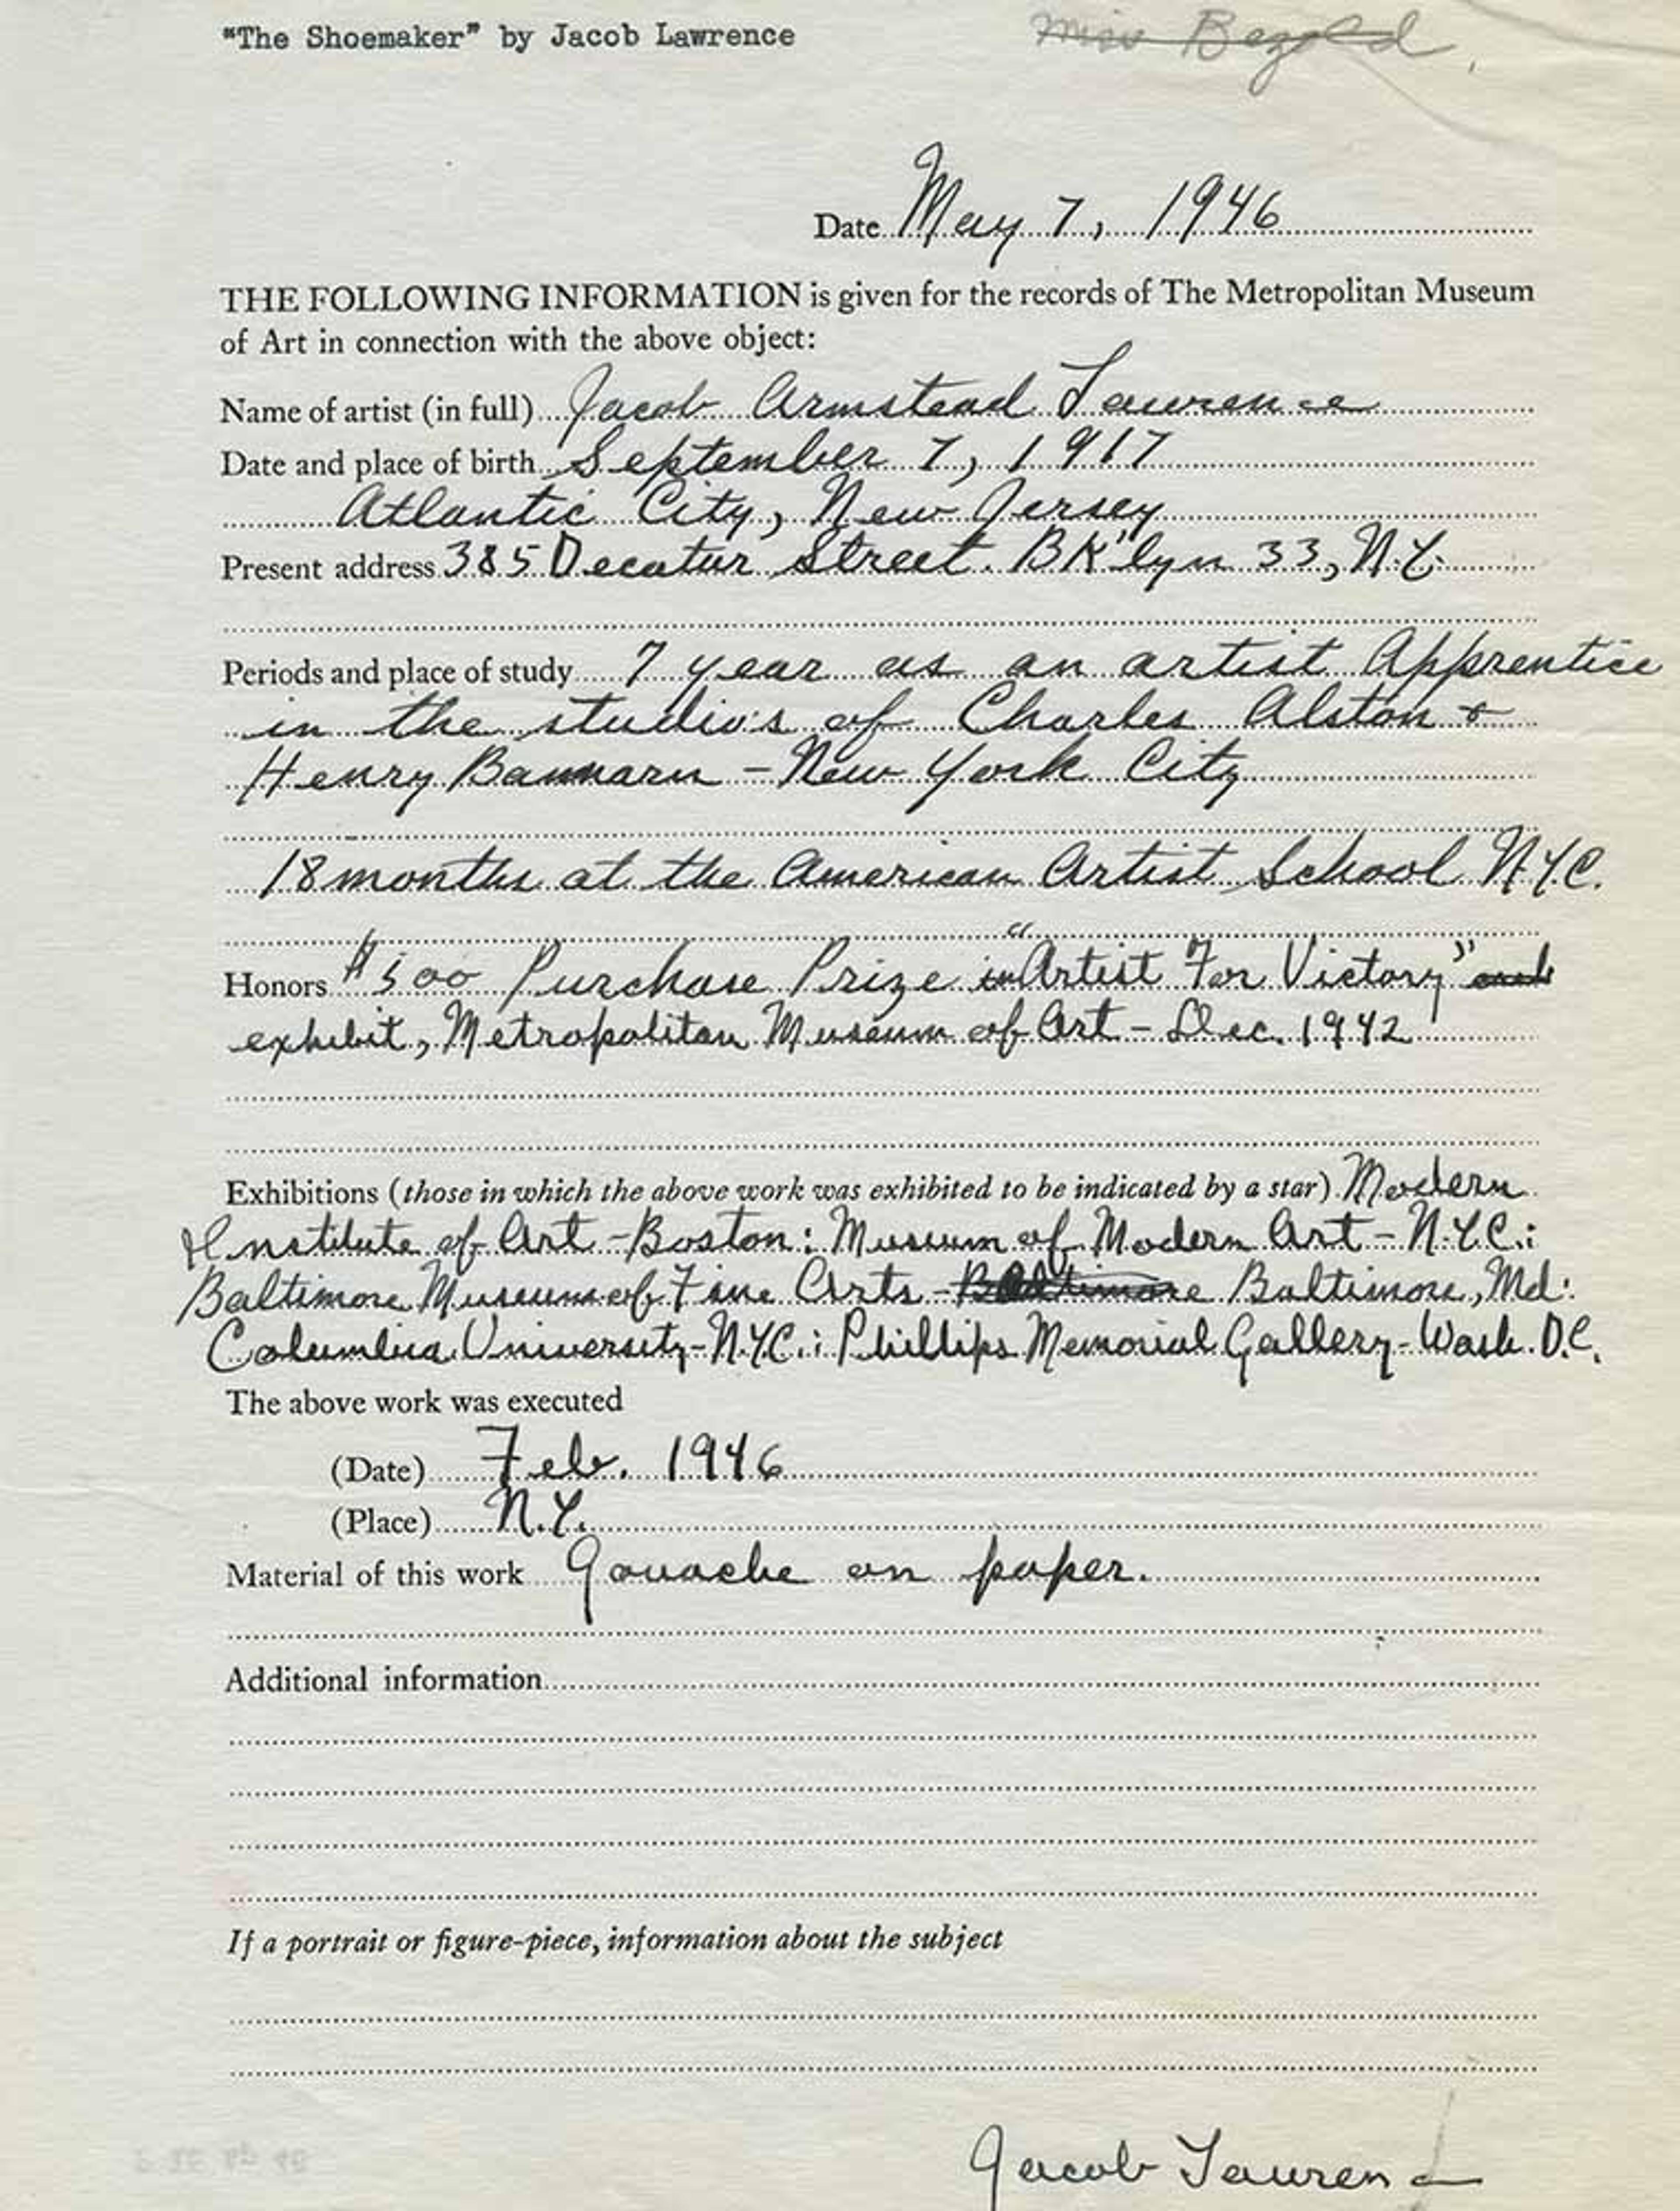 "The Shoemaker" by Jacob Lawrence
Miss Bezold
Date May 7, 1946
THE FOLLOWING INFORMATION is given for the records of The Metropolitan Museum
of Art in connection with the above object:
Name of artist (in full) Jacob Armstead Lawrence
Date and place of birth September 7, 1917
Atlantic City, New Jersey
Present address 385 Decatur Street. BK'lyn 33, N.Y.
Periods and place of study 7 year as an artist Apprentice
in the studio's of Charles Alston +
Henry Bannarn - New York City
18 months at the American Artist School N.Y.C.
Honors $500 Purchase Prize in "Artist For Victory"
exhibit, Metropolitan Museum of Art - Dec. 1942
Exhibitions (those in which the above work was exhibited to be indicated by a star) Modern
Institute of Art - Boston: Museum of Modern Art - N.Y.C.:
Baltimore Museum of Fine Arts - Baltimore Baltimore, Md:
Columbia University - N.Y.C.: Phillips Memorial Gallery - Wash. D.C.
The above work was executed
(Date) Feb. 1946
(Place) N.Y.
Material of this work Gouache on paper.
Additional information
If a portrait or figure-piece, information about the subject
Jacob Lawrence